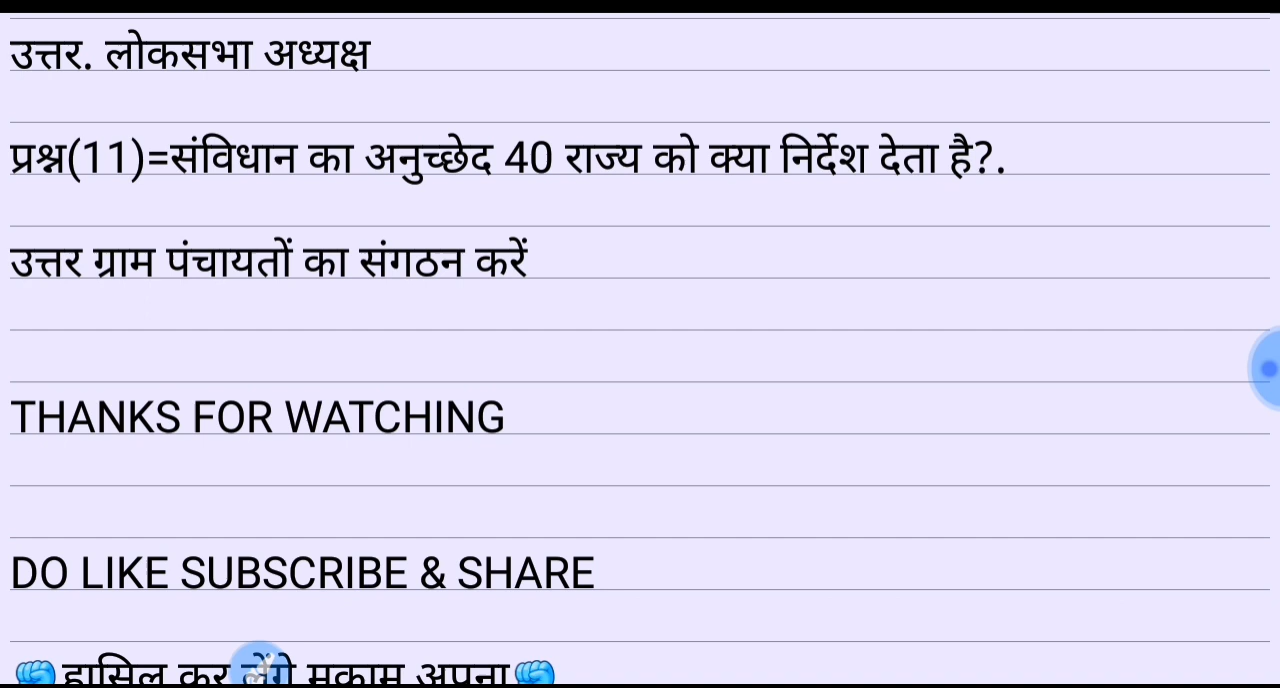 उत्तर. लोकसभा अध्यक्ष
प्रश्न(11)=संविधान का अनुच्छेद 40 राज्य को क्या निर्देश देता है?.
उत्तर ग्राम पंचायतों का संगठन करें
THANKS FOR WATCHING
DO LIKE SUBSCRIBE & SHARE
✊हासिल कर लेंगे मकाम अपना✊